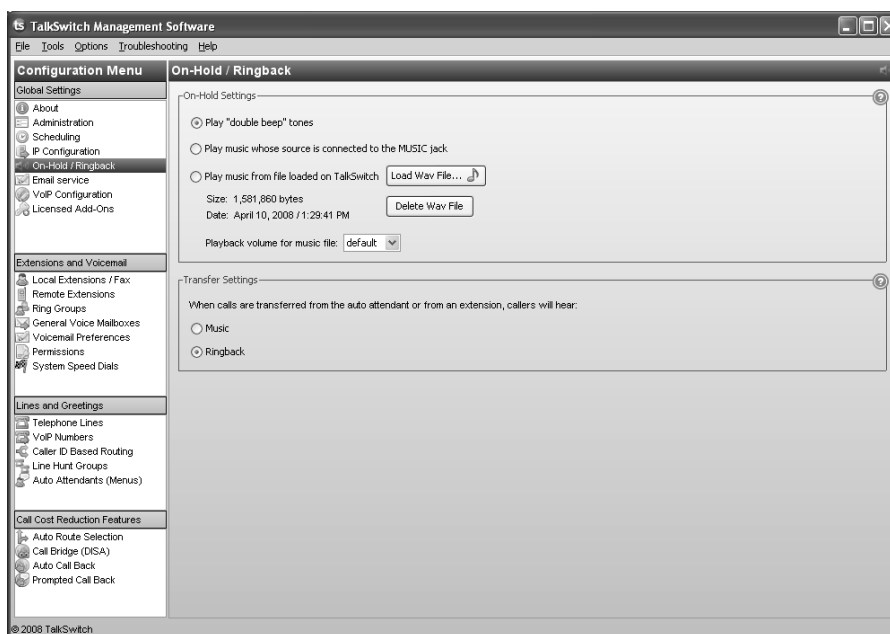 ts TalkSwitch Management Software
File Tools Options Troubleshooting Help
Configuration Menu
Global Settings
About
Administration
Scheduling
IP Configuration
On-Hold / Ringback
Email service
VoIP Configuration
Licensed Add-Ons
Extensions and Voicemail
Local Extensions / Fax
Remote Extensions
Ring Groups
General Voice Mailboxes
Voicemail Preferences
Permissions
System Speed Dials
Lines and Greetings
Telephone Lines
VoIP Numbers
Caller ID Based Routing
Line Hunt Groups
Auto Attendants (Menus)
Call Cost Reduction Features
Auto Route Selection
Call Bridge (DISA)
Auto Call Back
Prompted Call Back
On-Hold / Ringback
On-Hold Settings
?
Play "double beep" tones
Play music whose source is connected to the MUSIC jack
Play music from file loaded on TalkSwitch Load Wav File...
Size: 1,581,860 bytes
Date: April 10, 2008 / 1:29:41 PM
Delete Wav File
Playback volume for music file: default
Transfer Settings
?
When calls are transferred from the auto attendant or from an extension, callers will hear:
Music
Ringback
© 2008 TalkSwitch